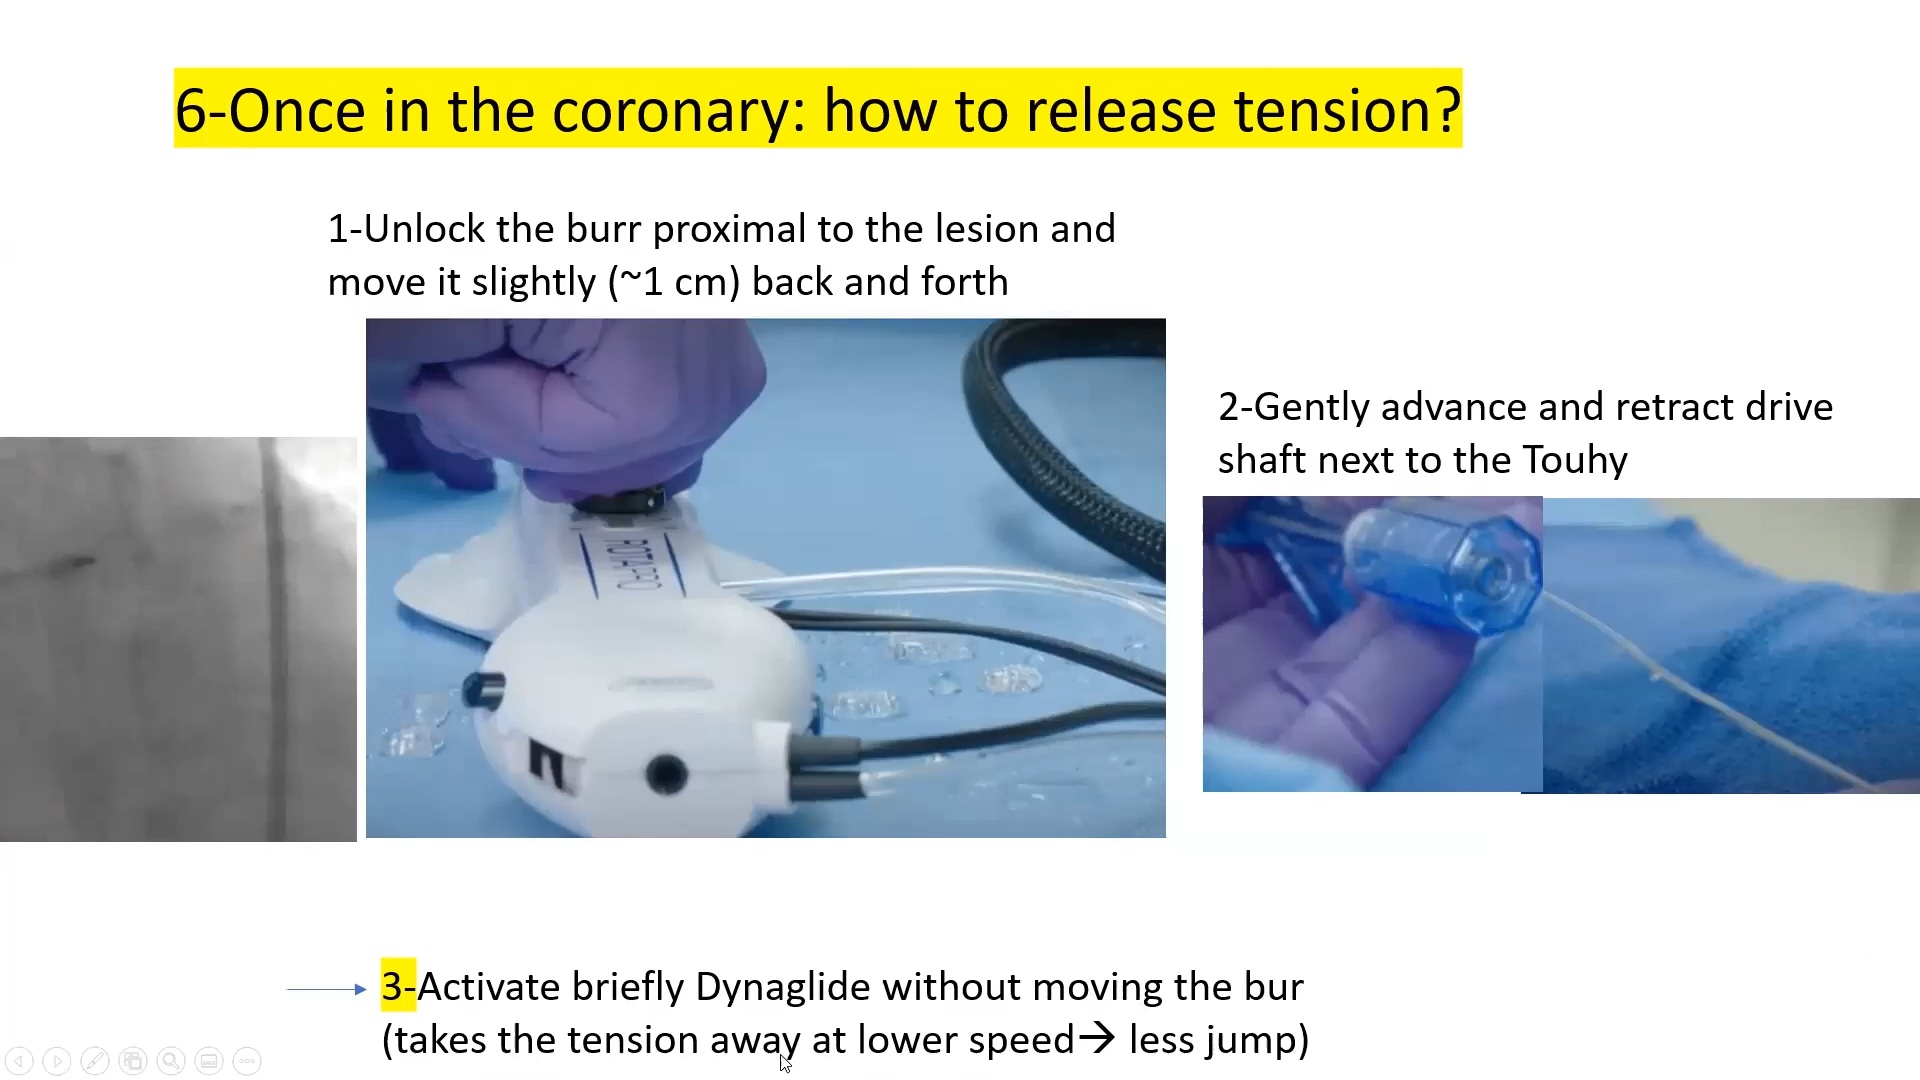 6-Once in the coronary: how to release tension?
1-Unlock the burr proximal to the lesion and
move it slightly (~1 cm) back and forth
ROTAPRO
2-Gently advance and retract drive
shaft next to the Touhy
3-Activate briefly Dynaglide without moving the bur
(takes the tension away at lower speed→ less jump)